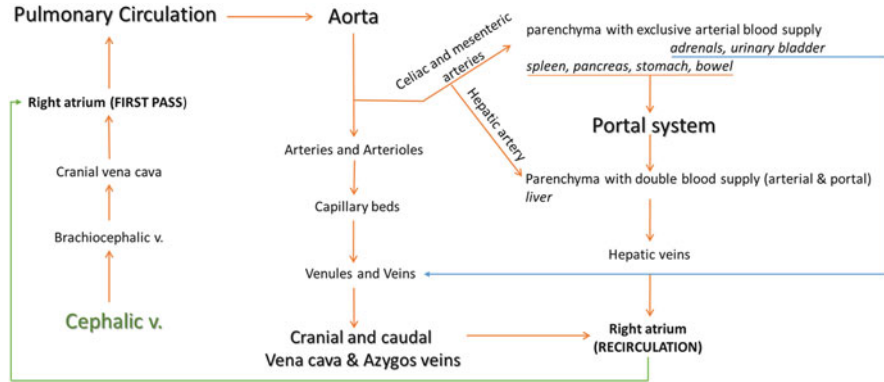 Pulmonary Circulation
Aorta
Celiac and mesenteric
arteries
parenchyma with exclusive arterial blood supply
adrenals, urinary bladder
spleen, pancreas, stomach, bowel
Right atrium (FIRST PASS)
Hepatic artery
Portal system
Arteries and Arterioles
Cranial vena cava
Parenchyma with double blood supply (arterial & portal)
liver
Capillary beds
Brachiocephalic v.
Hepatic veins
Venules and Veins
Cephalic v.
Cranial and caudal
Vena cava & Azygos veins
Right atrium
(RECIRCULATION)